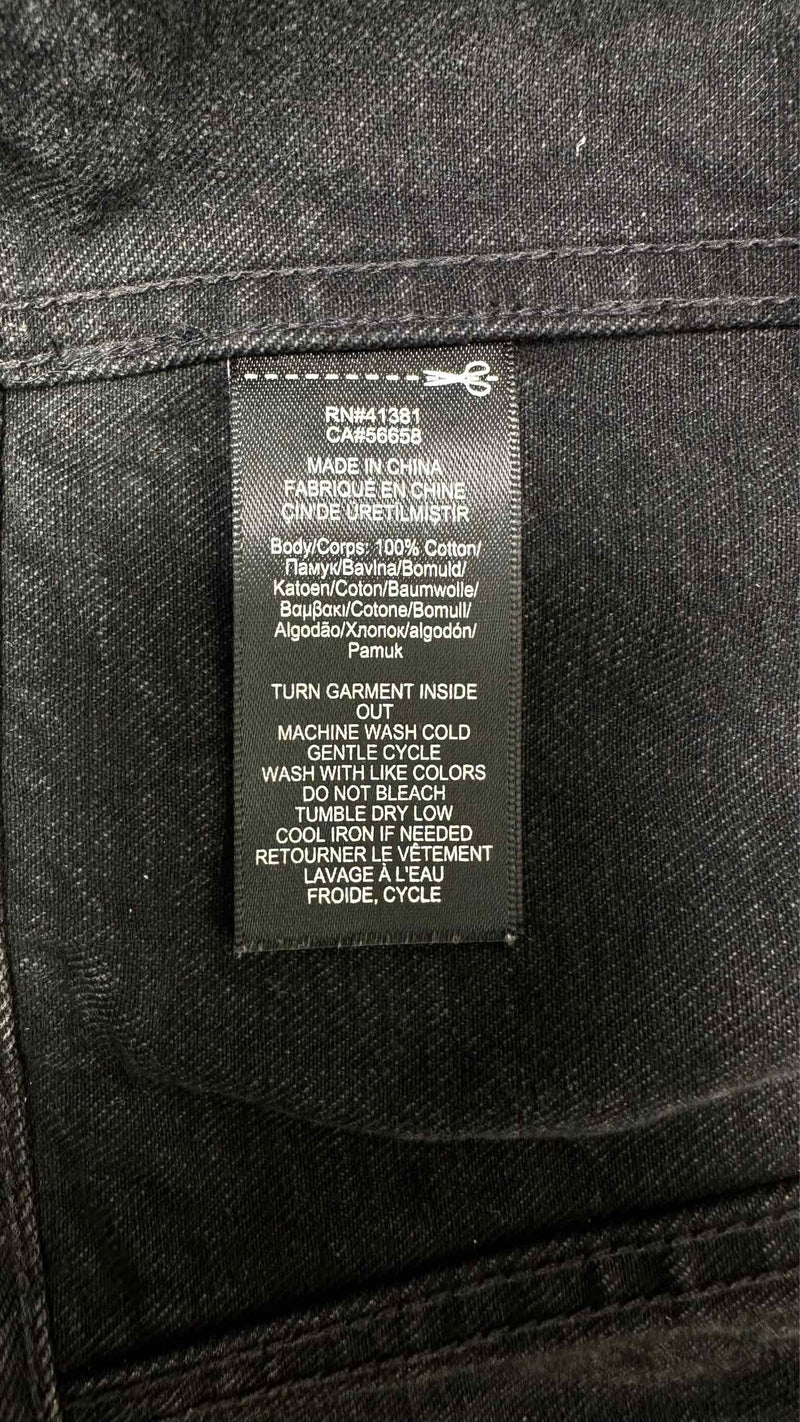 RN#41381
CA#56658
MADE IN CHINA
FABRIQUÉ EN CHINE
ÇIN'DE ÜRETILMISTIR
Body/Corps: 100% Cotton/
Памук/Bavlna/Bomuld/
Katoen/Coton/Baumwolle/
Βαμβακι/Cotone/Bomull/
Algodão/Хлопок/algodón/
Pamuk
TURN GARMENT INSIDE
OUT
MACHINE WASH COLD
GENTLE CYCLE
WASH WITH LIKE COLORS
DO NOT BLEACH
TUMBLE DRY LOW
COOL IRON IF NEEDED
RETOURNER LE VÊTEMENT
LAVAGE À L'EAU
FROIDE, CYCLE